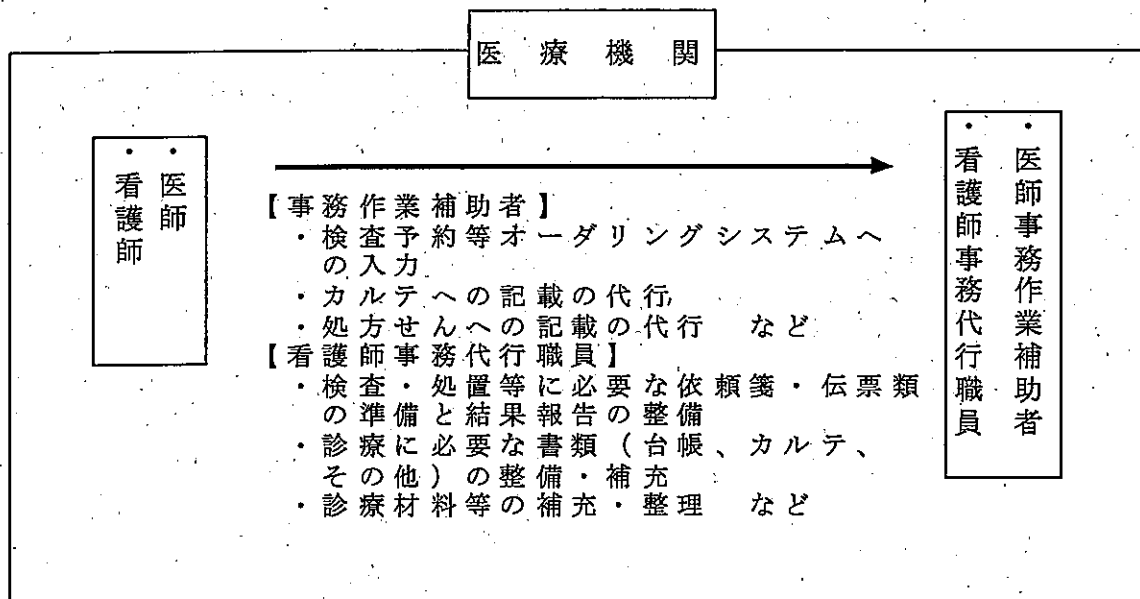 医療機関
・医師
・看護師
【事務作業補助者】
・検査予約等オーダリングシステムへ
の入力
・カルテへの記載の代行
・処方せんへの記載の代行　など
【看護師事務代行職員】
・検査・処置等に必要な依頼箋・伝票類
の準備と結果報告の整備
・診療に必要な書類（台帳、カルテ、
その他）の整備・補充
・診療材料等の補充・整理　など
・医師事務作業補助者
・看護師事務代行職員